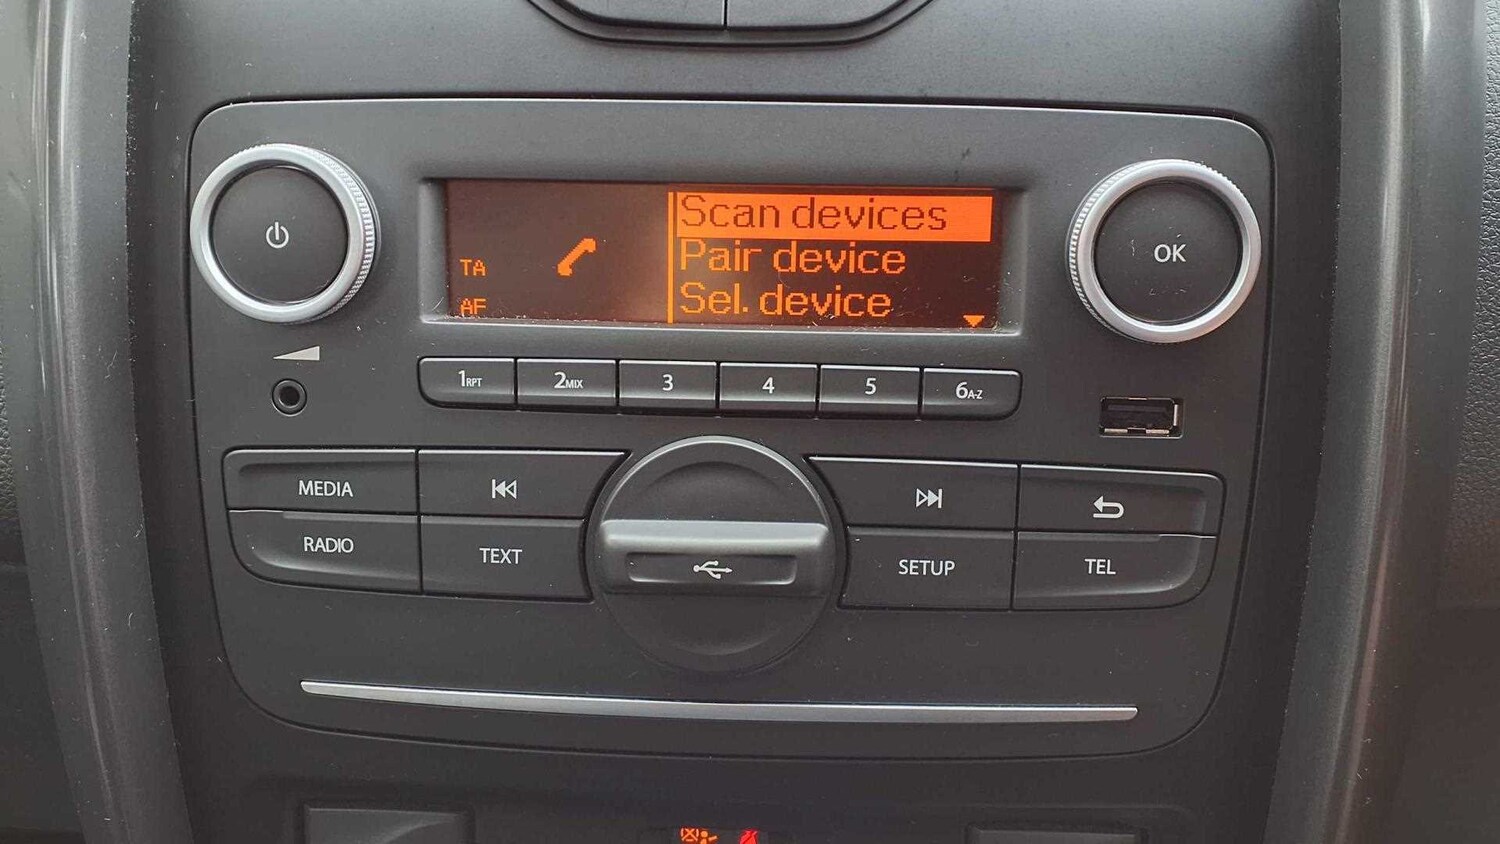 Scan devices
Pair device
Sel. device
TA
AF
OK
1RPT
2MIX
3
4
5
6A-Z
MEDIA
RADIO
TEXT
SETUP
TEL